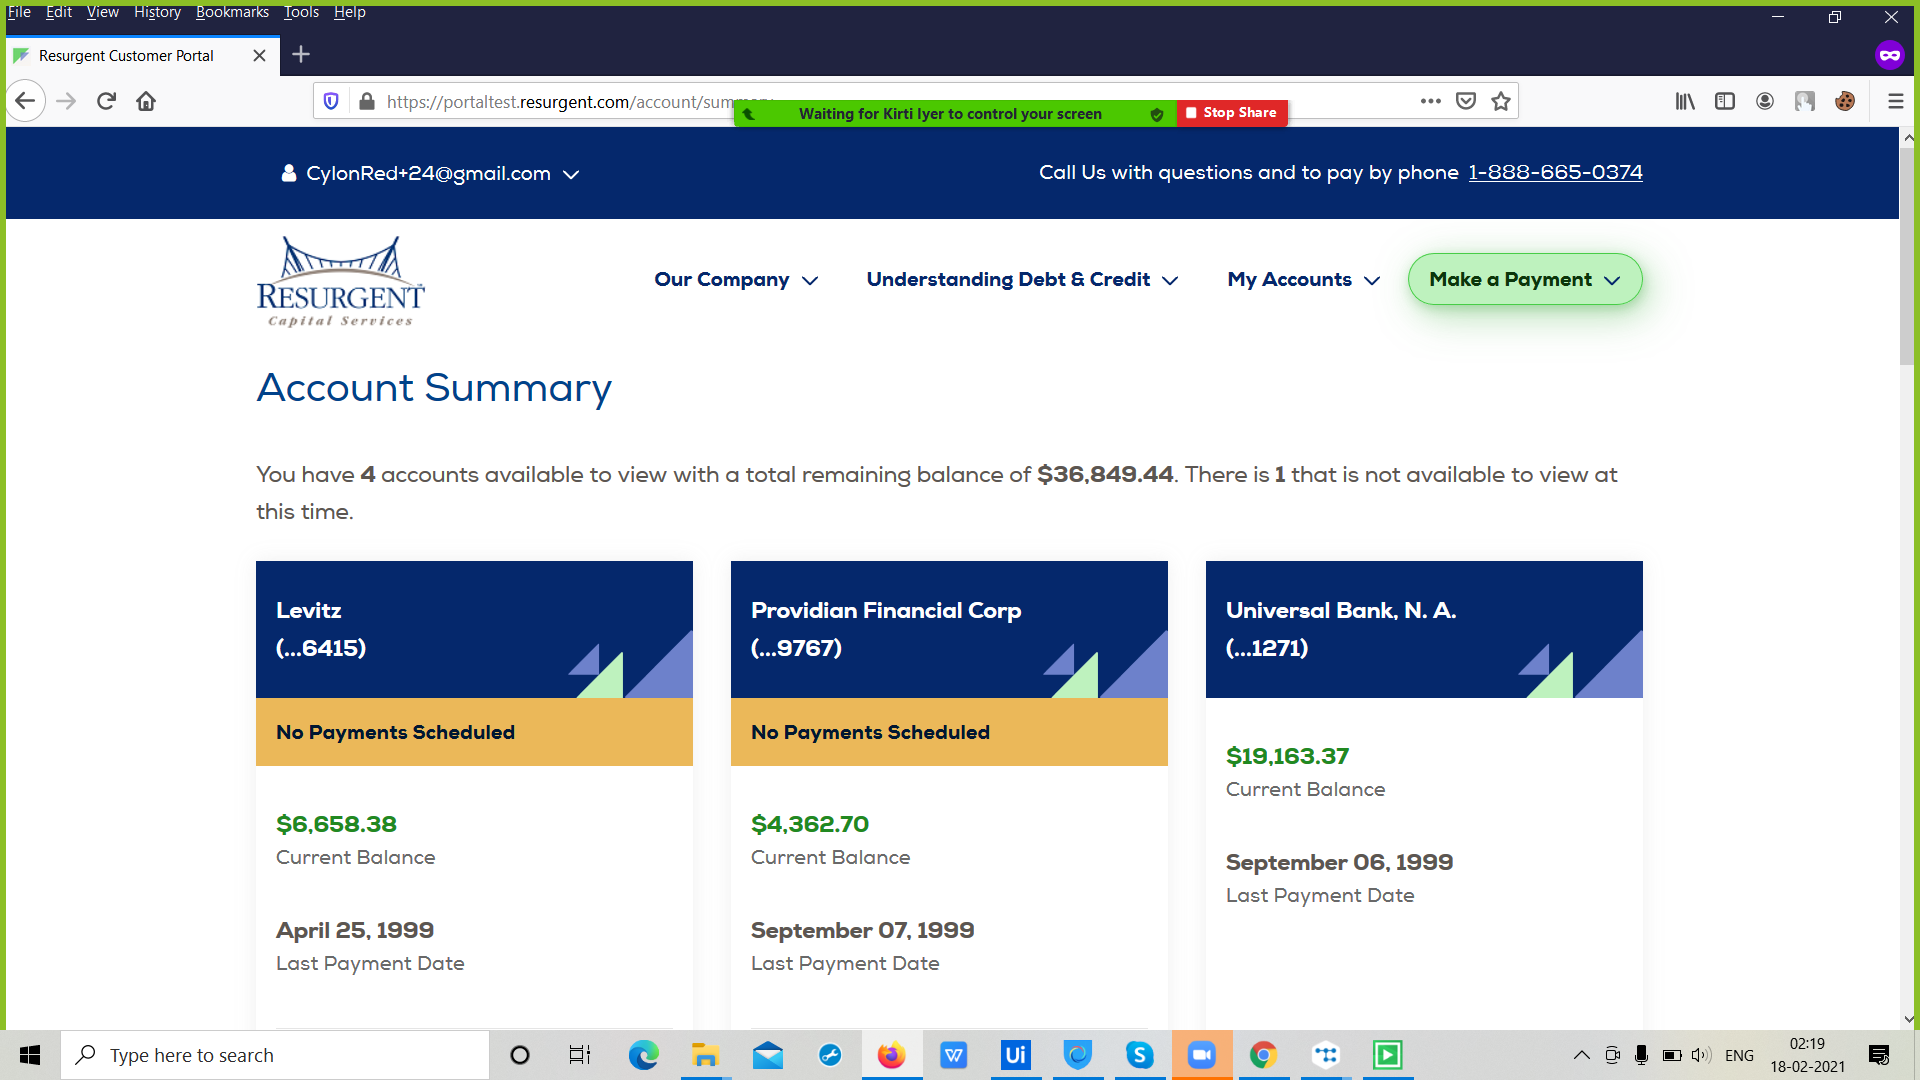 File Edit View History Bookmarks Tools Help
Resurgent Customer Portal
https://portaltest.resurgent.com/account/summary
Waiting for Kirti Iyer to control your screen
Stop Share
CylonRed+24@gmail.com
Call Us with questions and to pay by phone 1-888-665-0374
RESURGENT
Capital Services
Our Company
Understanding Debt & Credit
My Accounts
Make a Payment
Account Summary
You have 4 accounts available to view with a total remaining balance of $36,849.44. There is 1 that is not available to view at
this time.
Levitz
(...6415)
No Payments Scheduled
$6,658.38
Current Balance
April 25, 1999
Last Payment Date
Providian Financial Corp
(...9767)
No Payments Scheduled
$4,362.70
Current Balance
September 07, 1999
Last Payment Date
Universal Bank, N. A.
(...1271)
$19,163.37
Current Balance
September 06, 1999
Last Payment Date
Type here to search
W
Ui
S
ENG
02:19
18-02-2021